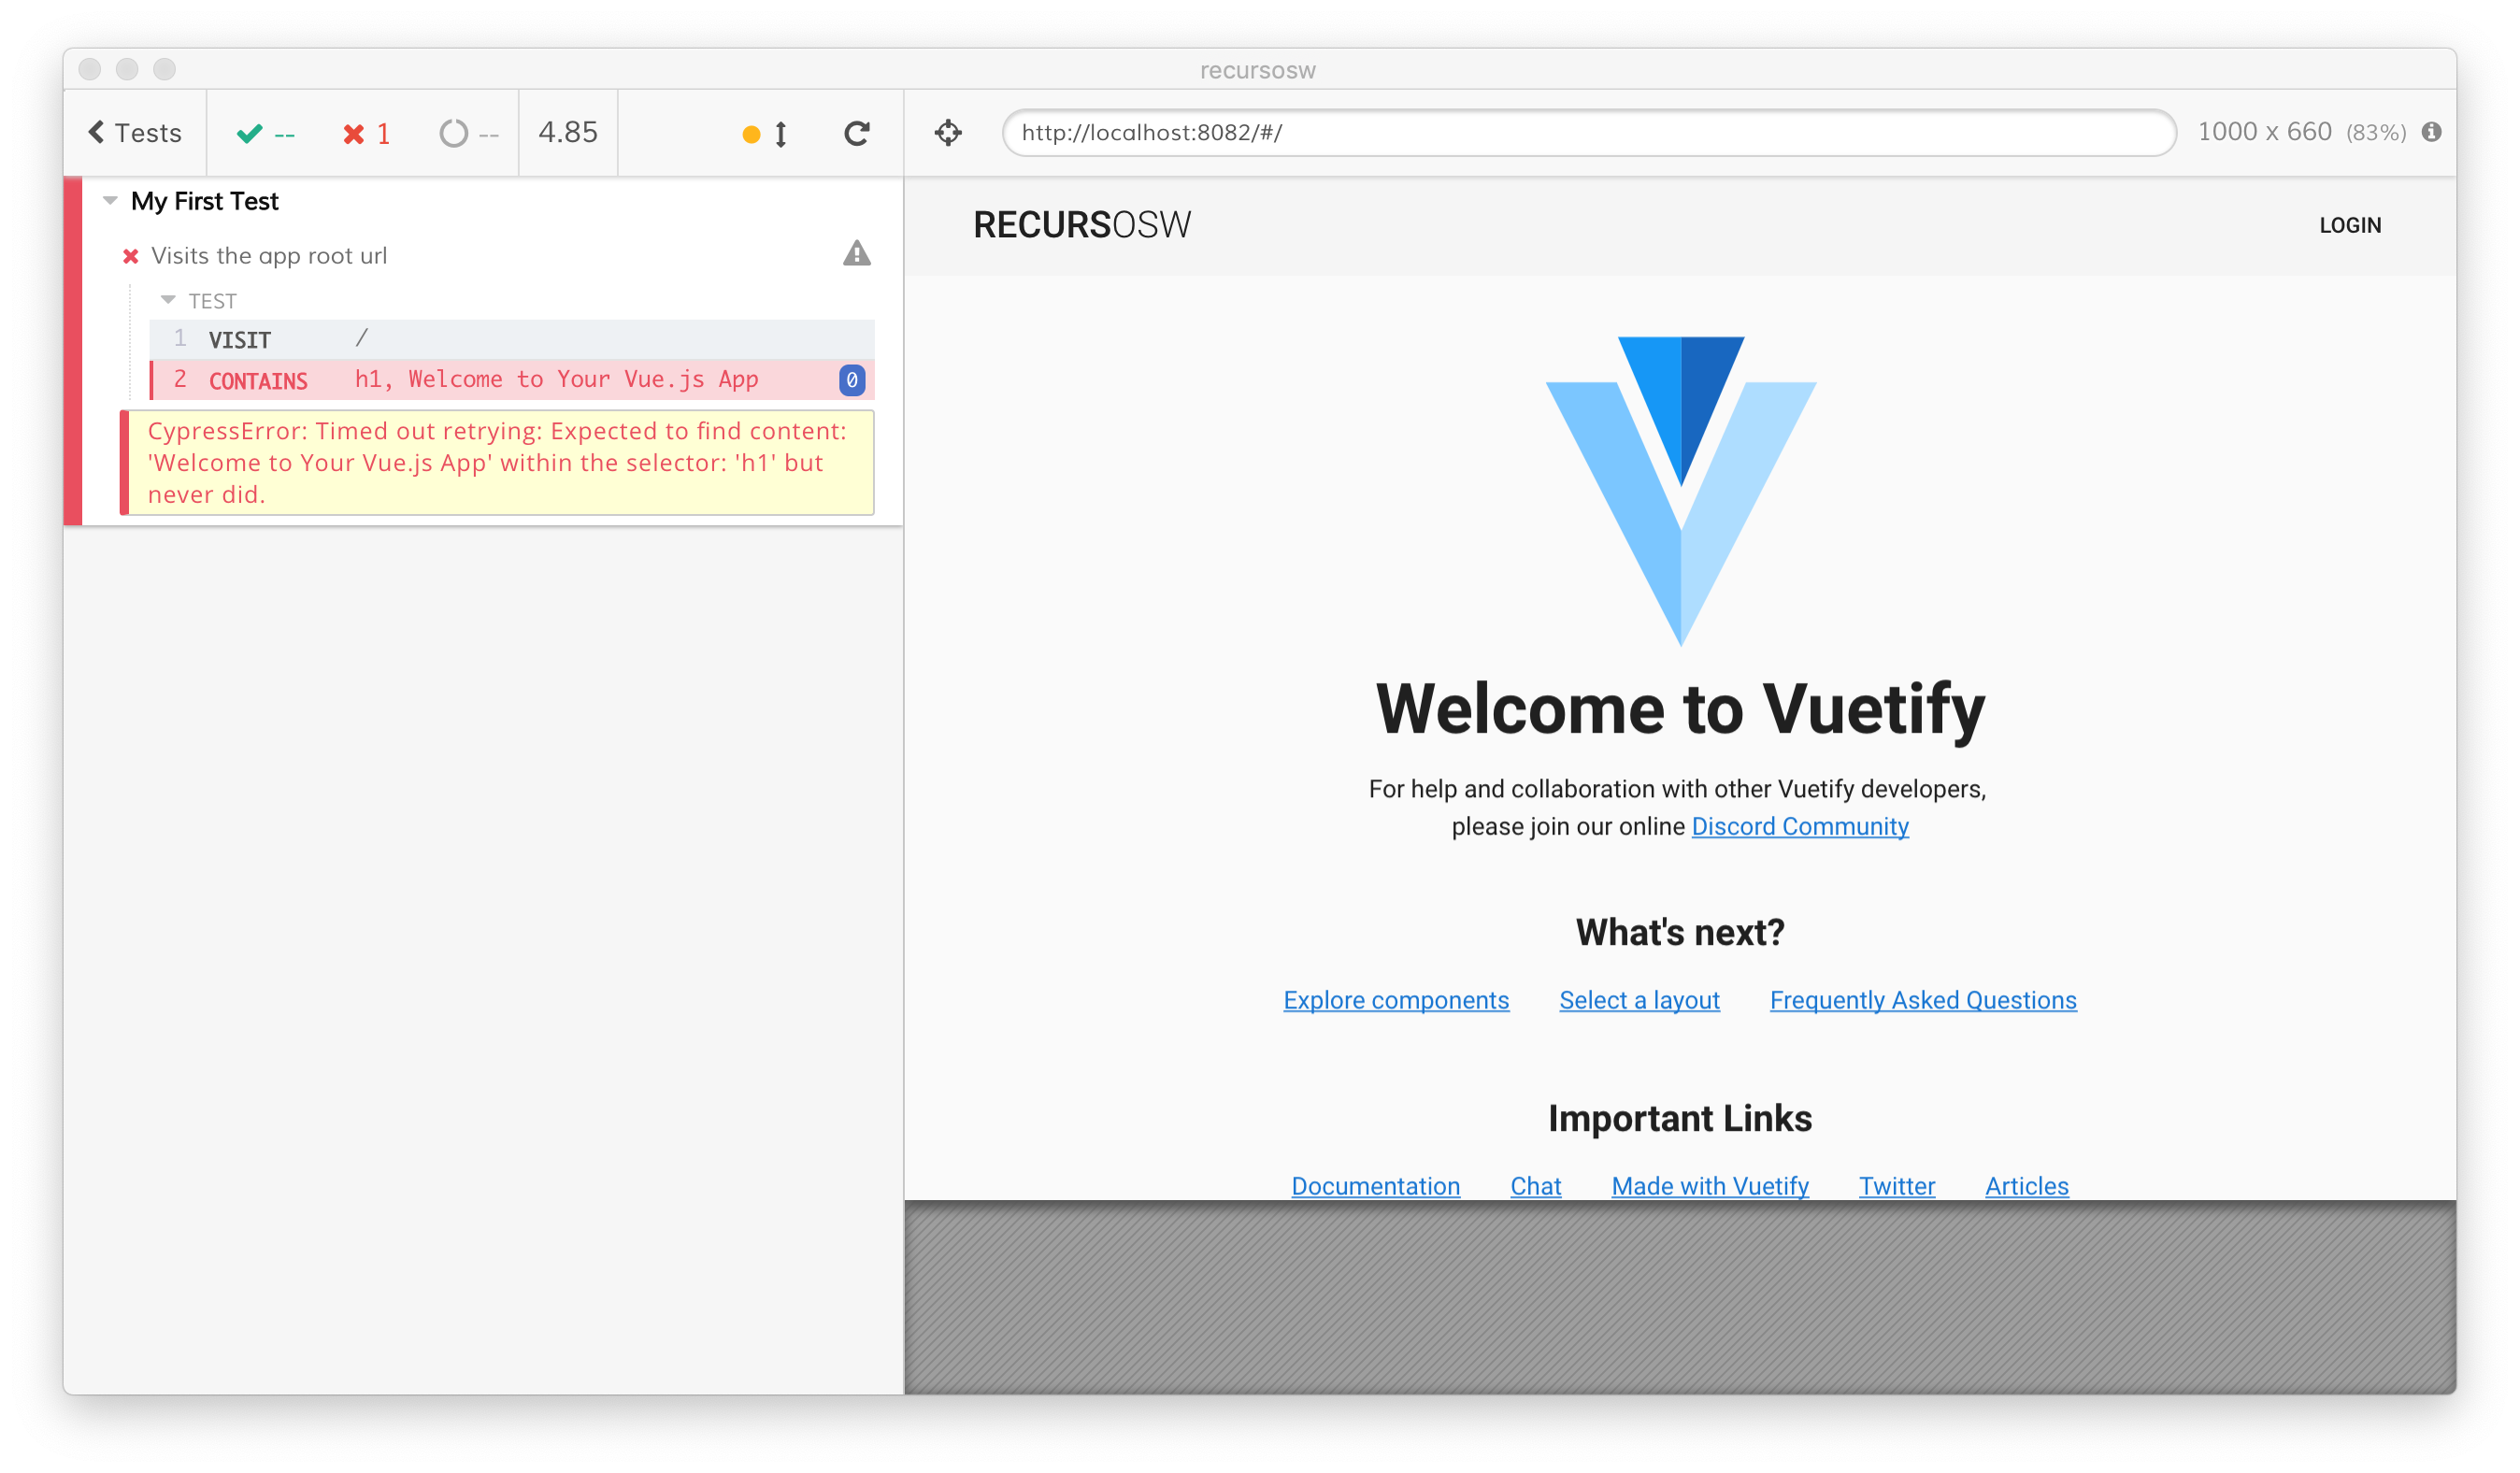 recursosw
Tests
--
1
--
4.85
http://localhost:8082/#/
1000 x 660 (83%)
My First Test
Visits the app root url
TEST
1 VISIT /
2 CONTAINS h1, Welcome to Your Vue.js App 0
CypressError: Timed out retrying: Expected to find content:
'Welcome to Your Vue.js App' within the selector: 'h1' but
never did.
RECURSOSW
LOGIN
Welcome to Vuetify
For help and collaboration with other Vuetify developers,
please join our online Discord Community
What's next?
Explore components Select a layout Frequently Asked Questions
Important Links
Documentation Chat Made with Vuetify Twitter Articles